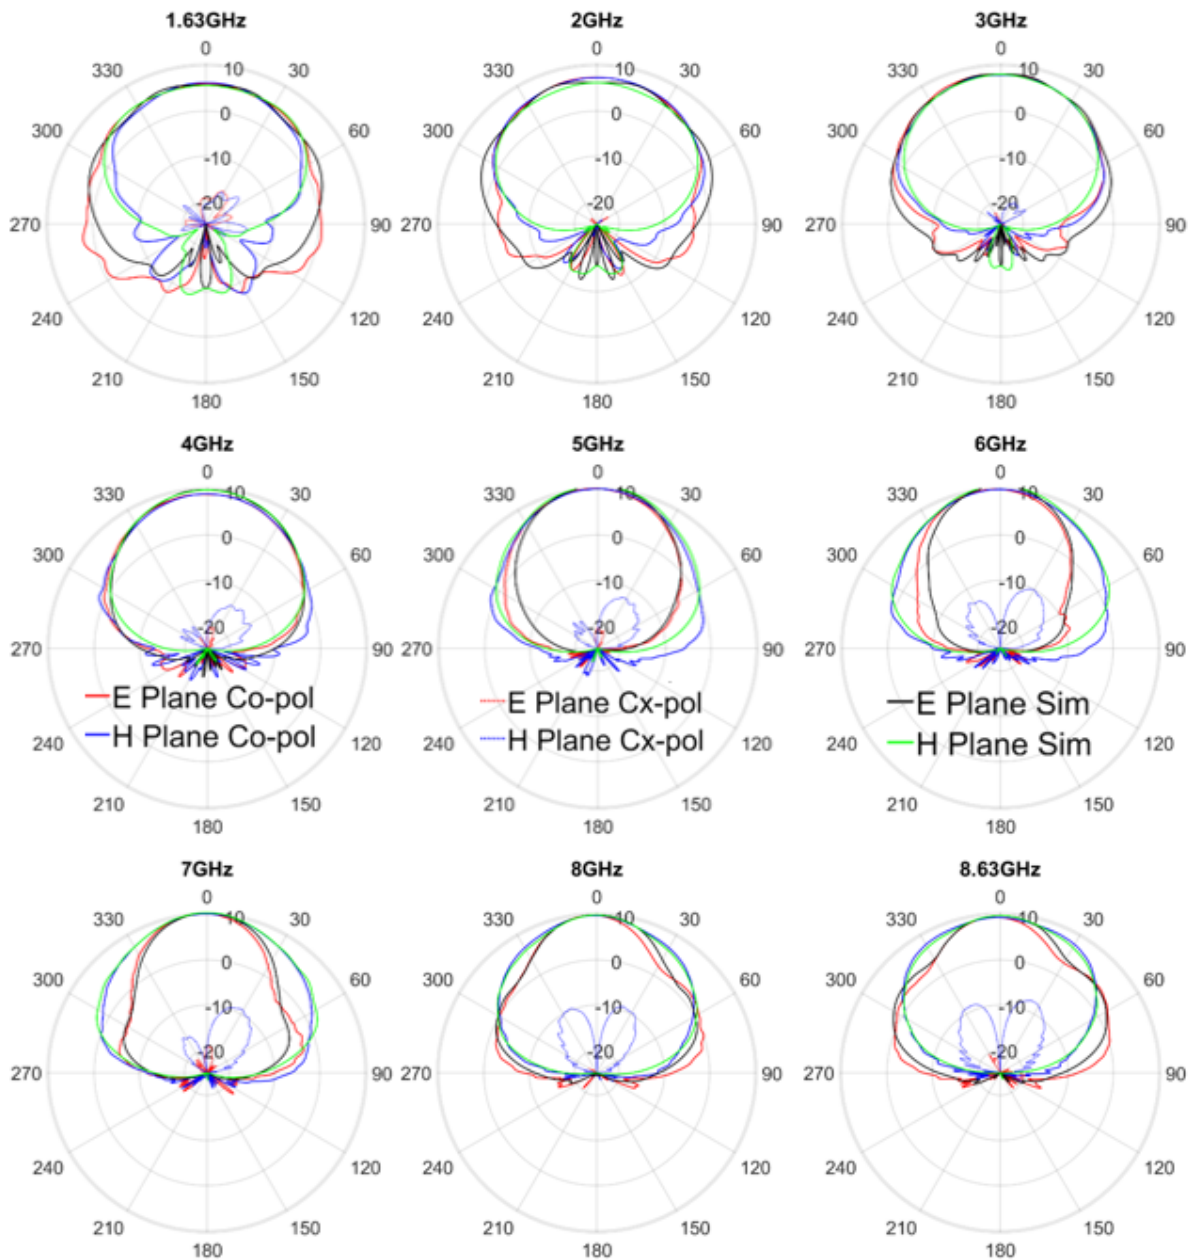 1.63GHz 2GHz 3GHz
0 0 0
330 10 30 330 10 30 330 10 30
300 0 60 300 0 60 300 0 60
-10 -10 -10
-20 -20 -20
270 90 270 90 270 90
240 120 240 120 240 120
210 150 210 150 210 150
180 180 180
4GHz 5GHz 6GHz
0 0 0
330 10 30 330 10 30 330 10 30
300 0 60 300 0 60 300 0 60
-10 -10 -10
-20 -20 -20
270 90 270 90 270 90
E Plane Co-pol E Plane Cx-pol E Plane Sim
H Plane Co-pol H Plane Cx-pol H Plane Sim
240 120 240 120 240 120
210 150 210 150 210 150
180 180 180
7GHz 8GHz 8.63GHz
0 0 0
330 10 30 330 10 30 330 10 30
300 0 60 300 0 60 300 0 60
-10 -10 -10
-20 -20 -20
270 90 270 90 270 90
240 120 240 120 240 120
210 150 210 150 210 150
180 180 180